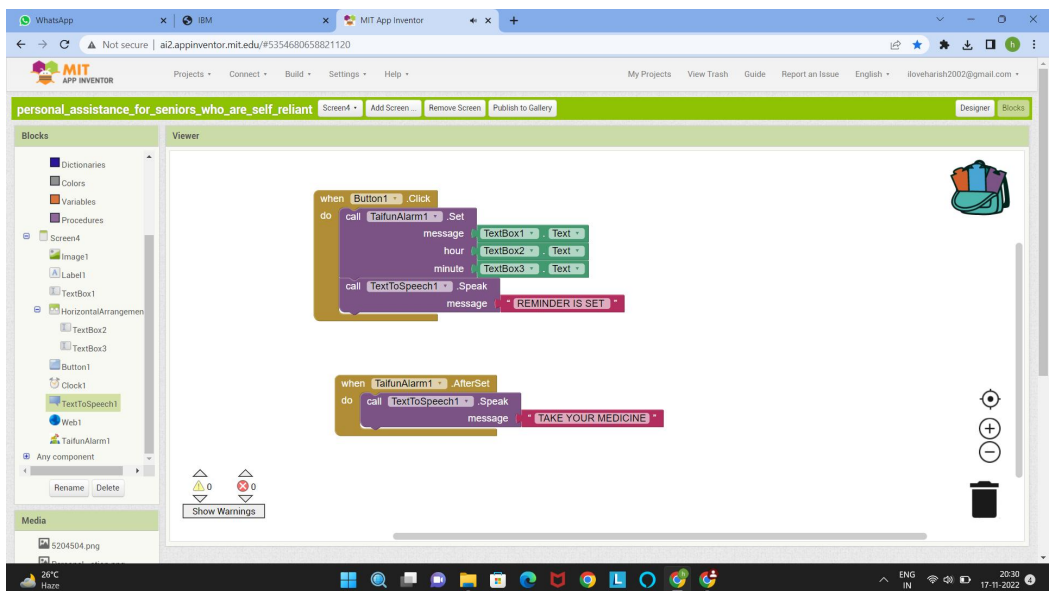 WhatsApp
IBM
MIT App Inventor
Not secure | ai2.appinventor.mit.edu/#5354680658821120
h
MIT
APP INVENTOR
Projects
Connect
Build
Settings
Help
My Projects
View Trash
Guide
Report an Issue
English
iloveharish2002@gmail.com
personal_assistance_for_seniors_who_are_self_reliant
Screen4
Add Screen ...
Remove Screen
Publish to Gallery
Designer
Blocks
Blocks
Viewer
Dictionaries
Colors
Variables
Procedures
Screen4
Image1
A Label1
TextBox1
HorizontalArrangemen
TextBox2
TextBox3
Button1
Clock1
TextToSpeech1
Web1
TaifunAlarm1
Any component
Rename
Delete
Media
5204504.png
when Button1 .Click
do call TaifunAlarm1 .Set
message TextBox1 . Text
hour TextBox2 . Text
minute TextBox3 . Text
call TextToSpeech1 .Speak
message " REMINDER IS SET "
when TaifunAlarm1 .AfterSet
do call TextToSpeech1 .Speak
message " TAKE YOUR MEDICINE "
0 0
Show Warnings
26°C
Haze
L
ENG
IN
20:30
17-11-2022
4